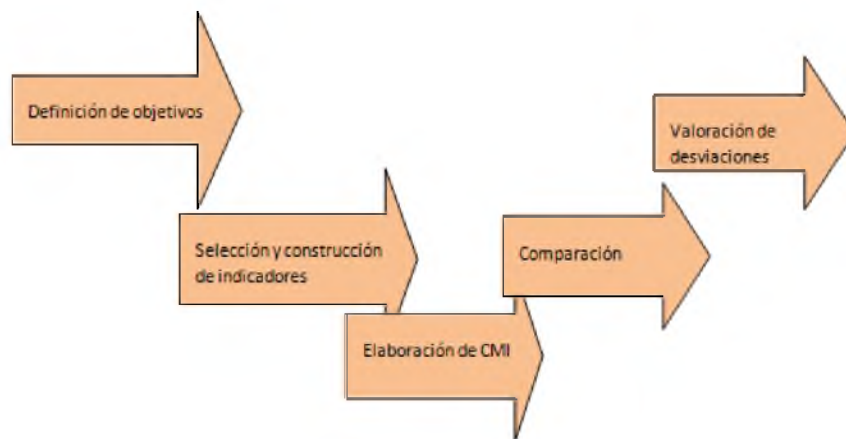 Definición de objetivos
Selección y construcción
de indicadores
Elaboración de CMI
Comparación
Valoración de
desviaciones